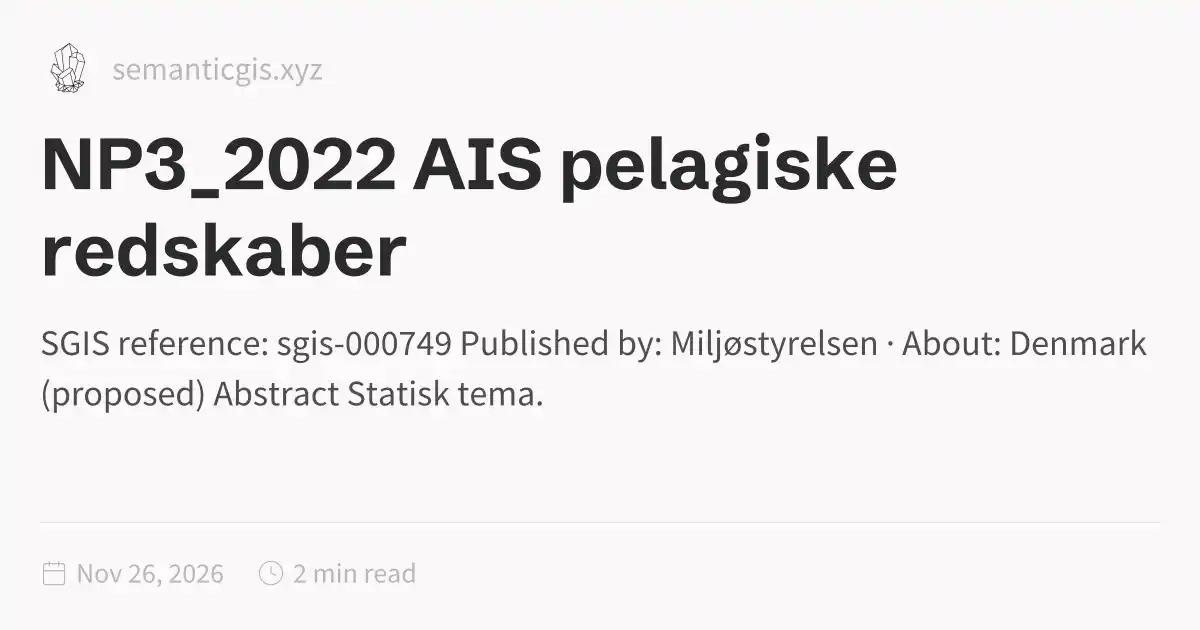 semanticgis.xyz
NP3_2022 AIS pelagiske
redskaber
SGIS reference: sgis-000749 Published by: Miljøstyrelsen · About: Denmark
(proposed) Abstract Statisk tema.
Nov 26, 2026 2 min read